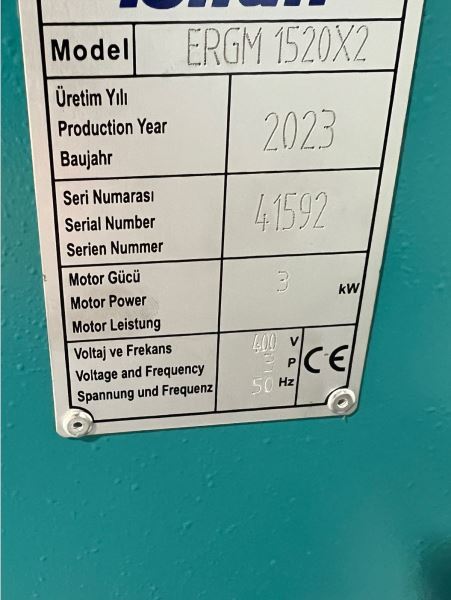 Model ERGM 1520X2
Üretim Yılı
Production Year 2023
Baujahr
Seri Numarası
Serial Number 41592
Serien Nummer
Motor Gücü
Motor Power 3 kW
Motor Leistung
Voltaj ve Frekans 400 V
Voltage and Frequency 3 P
Spannung und Frequenz 50 Hz
CE